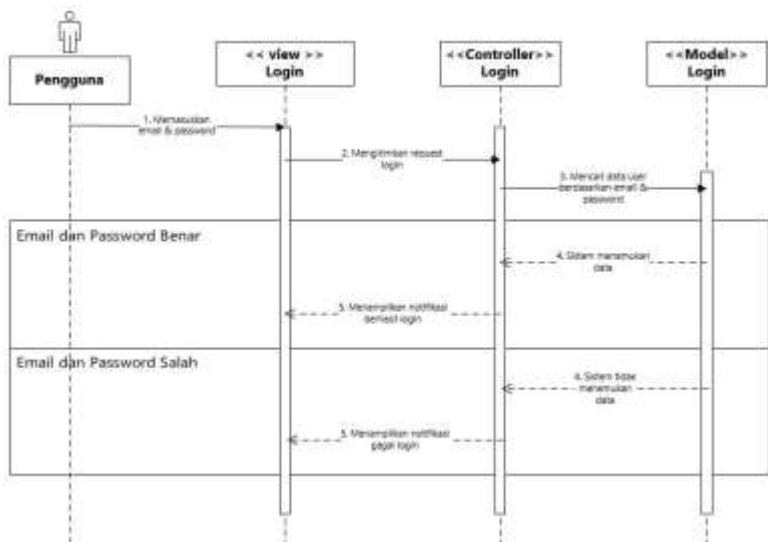 Pengguna
<< view >>
Login
<<Controller>>
Login
<<Model>>
Login
1. Memasukkan
email & password
2. Mengirimkan request
login
3. Mencari data user
berdasarkan email &
password
Email dan Password Benar
4. Sistem menemukan
data
5. Menampilkan notifikasi
berhasil login
Email dan Password Salah
4. Sistem tidak
menemukan
data
5. Menampilkan notifikasi
gagal login